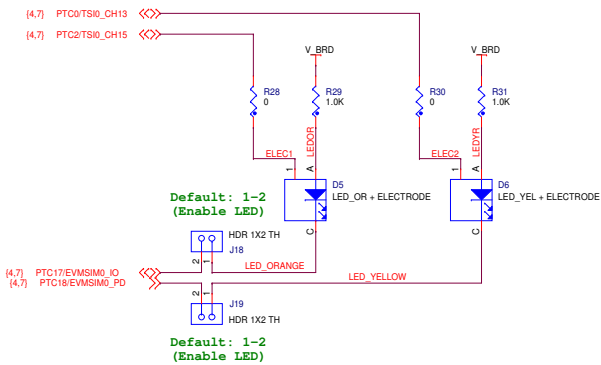 {4,7} PTC0/TSI0_CH13
{4,7} PTC2/TSI0_CH15
V_BRD
V_BRD
R28
0
R29
1.0K
R30
0
R31
1.0K
LEDOR
LEDYR
ELEC1
ELEC2
1
A
1
A
D5
LED_OR + ELECTRODE
D6
LED_YEL + ELECTRODE
Default: 1-2
(Enable LED)
C
C
HDR 1X2 TH
J18
2
1
LED_ORANGE
{4,7} PTC17/EVMSIM0_IO
{4,7} PTC18/EVMSIM0_PD
LED_YELLOW
2
1
J19
HDR 1X2 TH
Default: 1-2
(Enable LED)